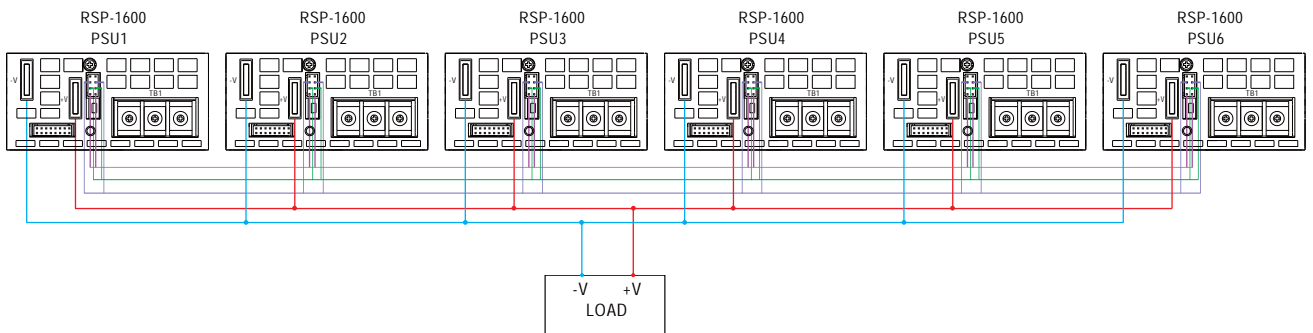 RSP-1600 RSP-1600 RSP-1600 RSP-1600 RSP-1600 RSP-1600
PSU1 PSU2 PSU3 PSU4 PSU5 PSU6
-V -V -V -V -V -V
+V +V +V +V +V +V
TB1 TB1 TB1 TB1 TB1 TB1
-V +V
LOAD